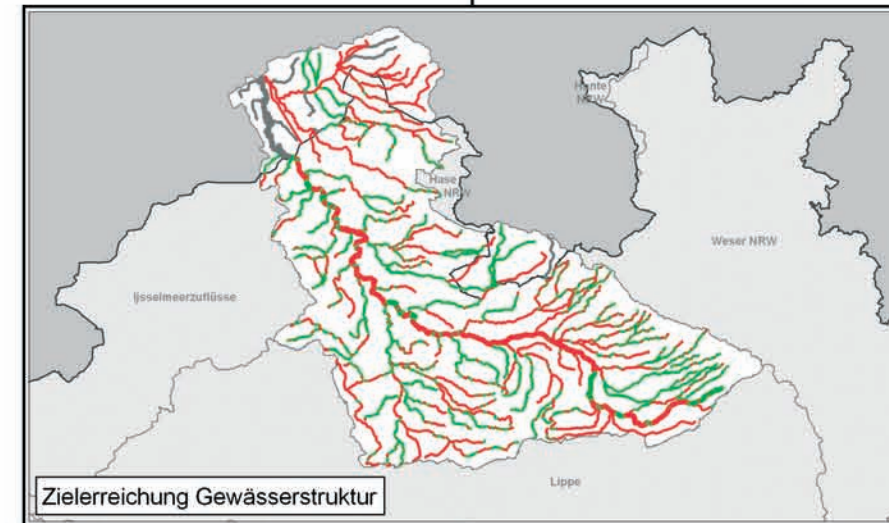 Hunte
NRW
Hase
NRW
Weser NRW
Ijsselmeerzuflüsse
Lippe
Zielerreichung Gewässerstruktur